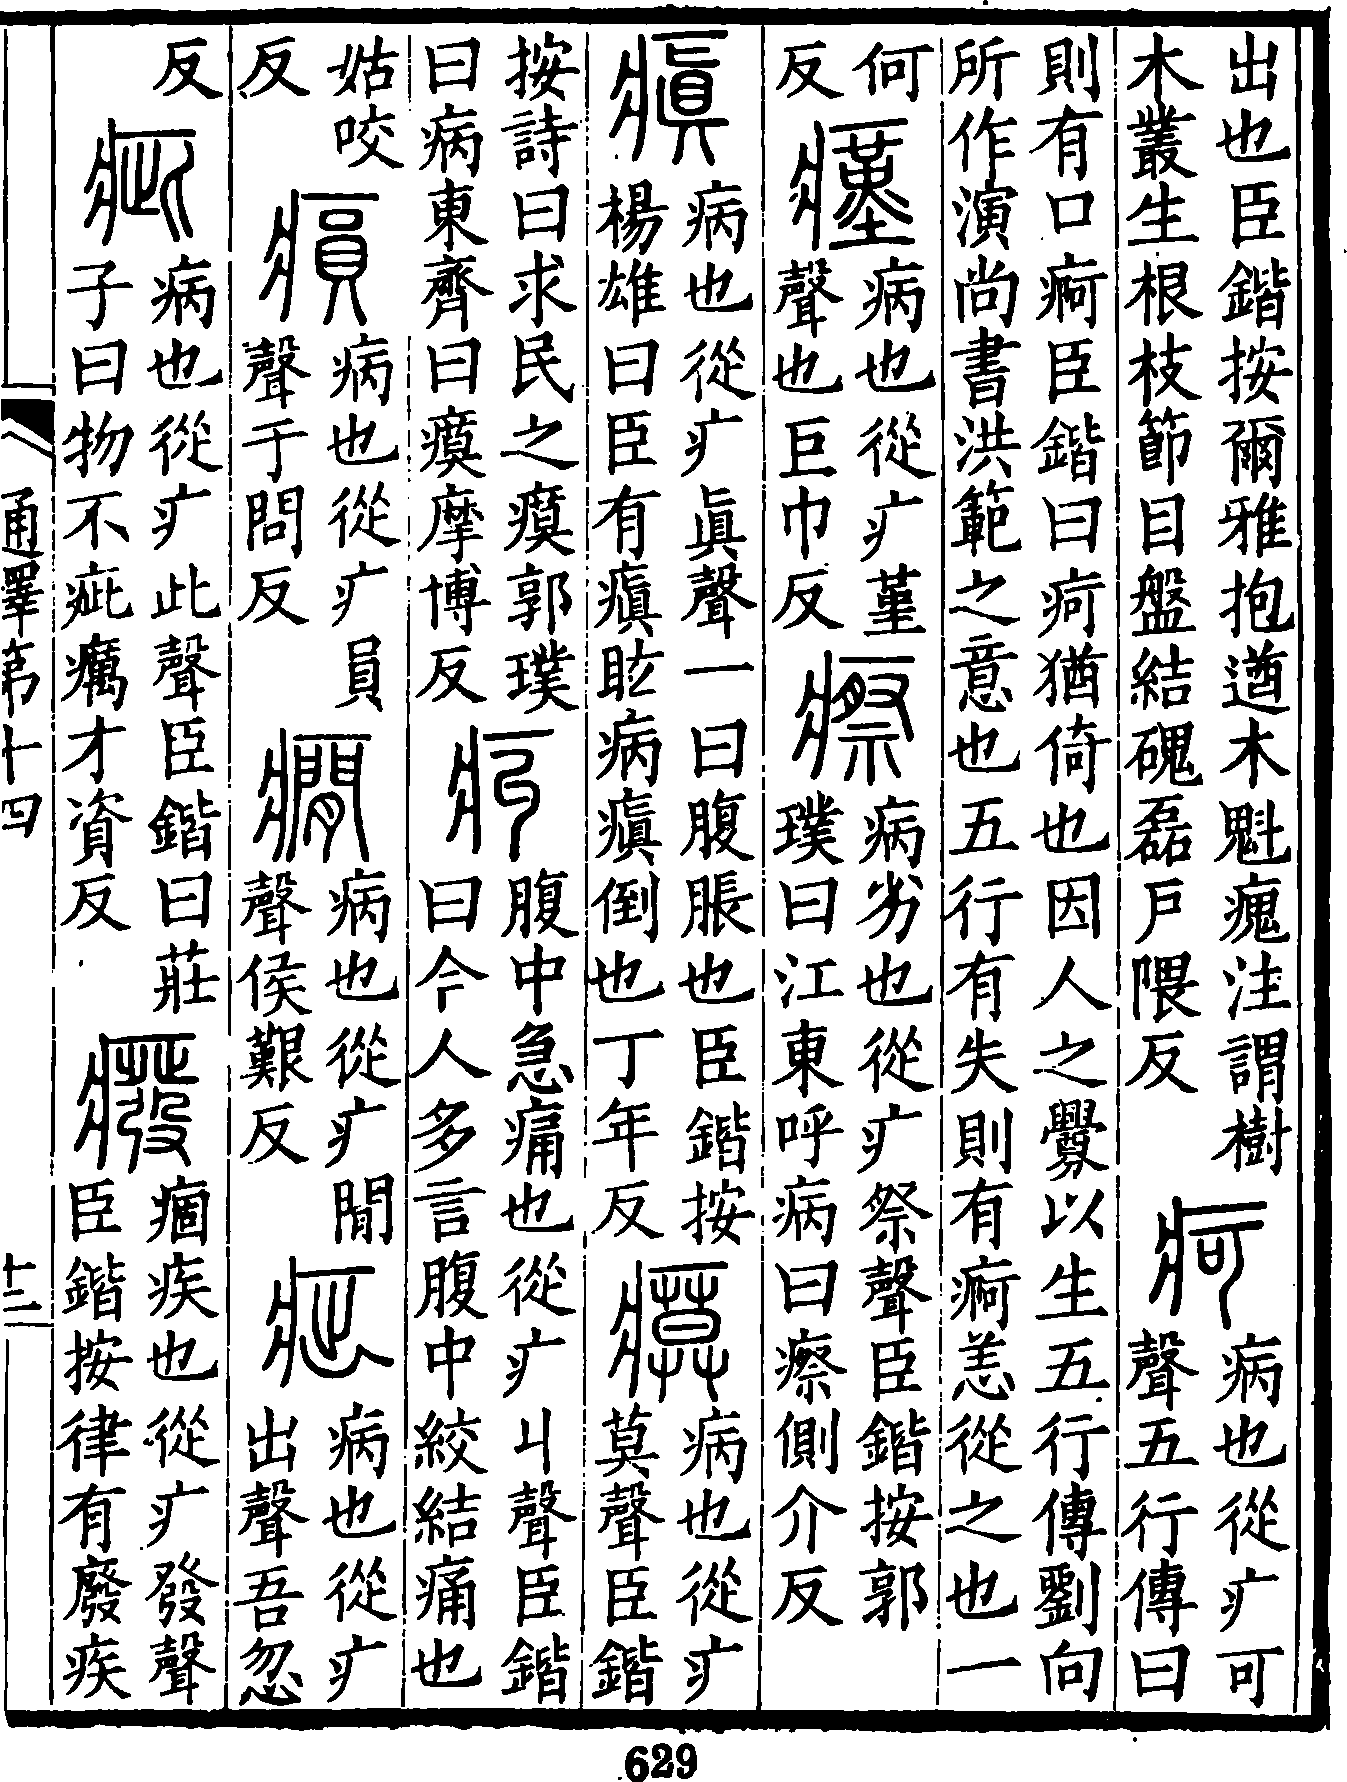 出也臣鍇按爾雅抱遒木魁瘣注謂樹
木叢生根枝節目盤結磈磊戶隈反
疴
病也從疒可
聲五行傳曰
則有口痾臣鍇曰疴猶倚也因人之釁以生五行傳劉向
所作演尚書洪範之意也五行有失則有痾恙從之也一
何
反
瘽
病也從疒堇
聲也巨巾反
瘵
病劣也從疒祭聲臣鍇按郭
璞曰江東呼病曰瘵側介反
瘨
病也從疒眞聲一曰腹脹也臣鍇按
楊雄曰臣有瘨眩病瘨倒也丁年反
瘼
病也從疒
莫聲臣鍇
按詩曰求民之瘼郭璞
曰病東齊曰瘼摩博反
疝
腹中急痛也從疒丩聲臣鍇
曰今人多言腹中絞結痛也
姑咬
反
㾓
病也從疒員
聲于問反
癇
病也從疒閒
聲侯艱反
㾕
病也從疒
出聲吾忽
反
疵
病也從疒此聲臣鍇曰莊
子曰物不疵癘才資反
癈
痼疾也從疒發聲
臣鍇按律有廢疾
通釋第十四
十三
629